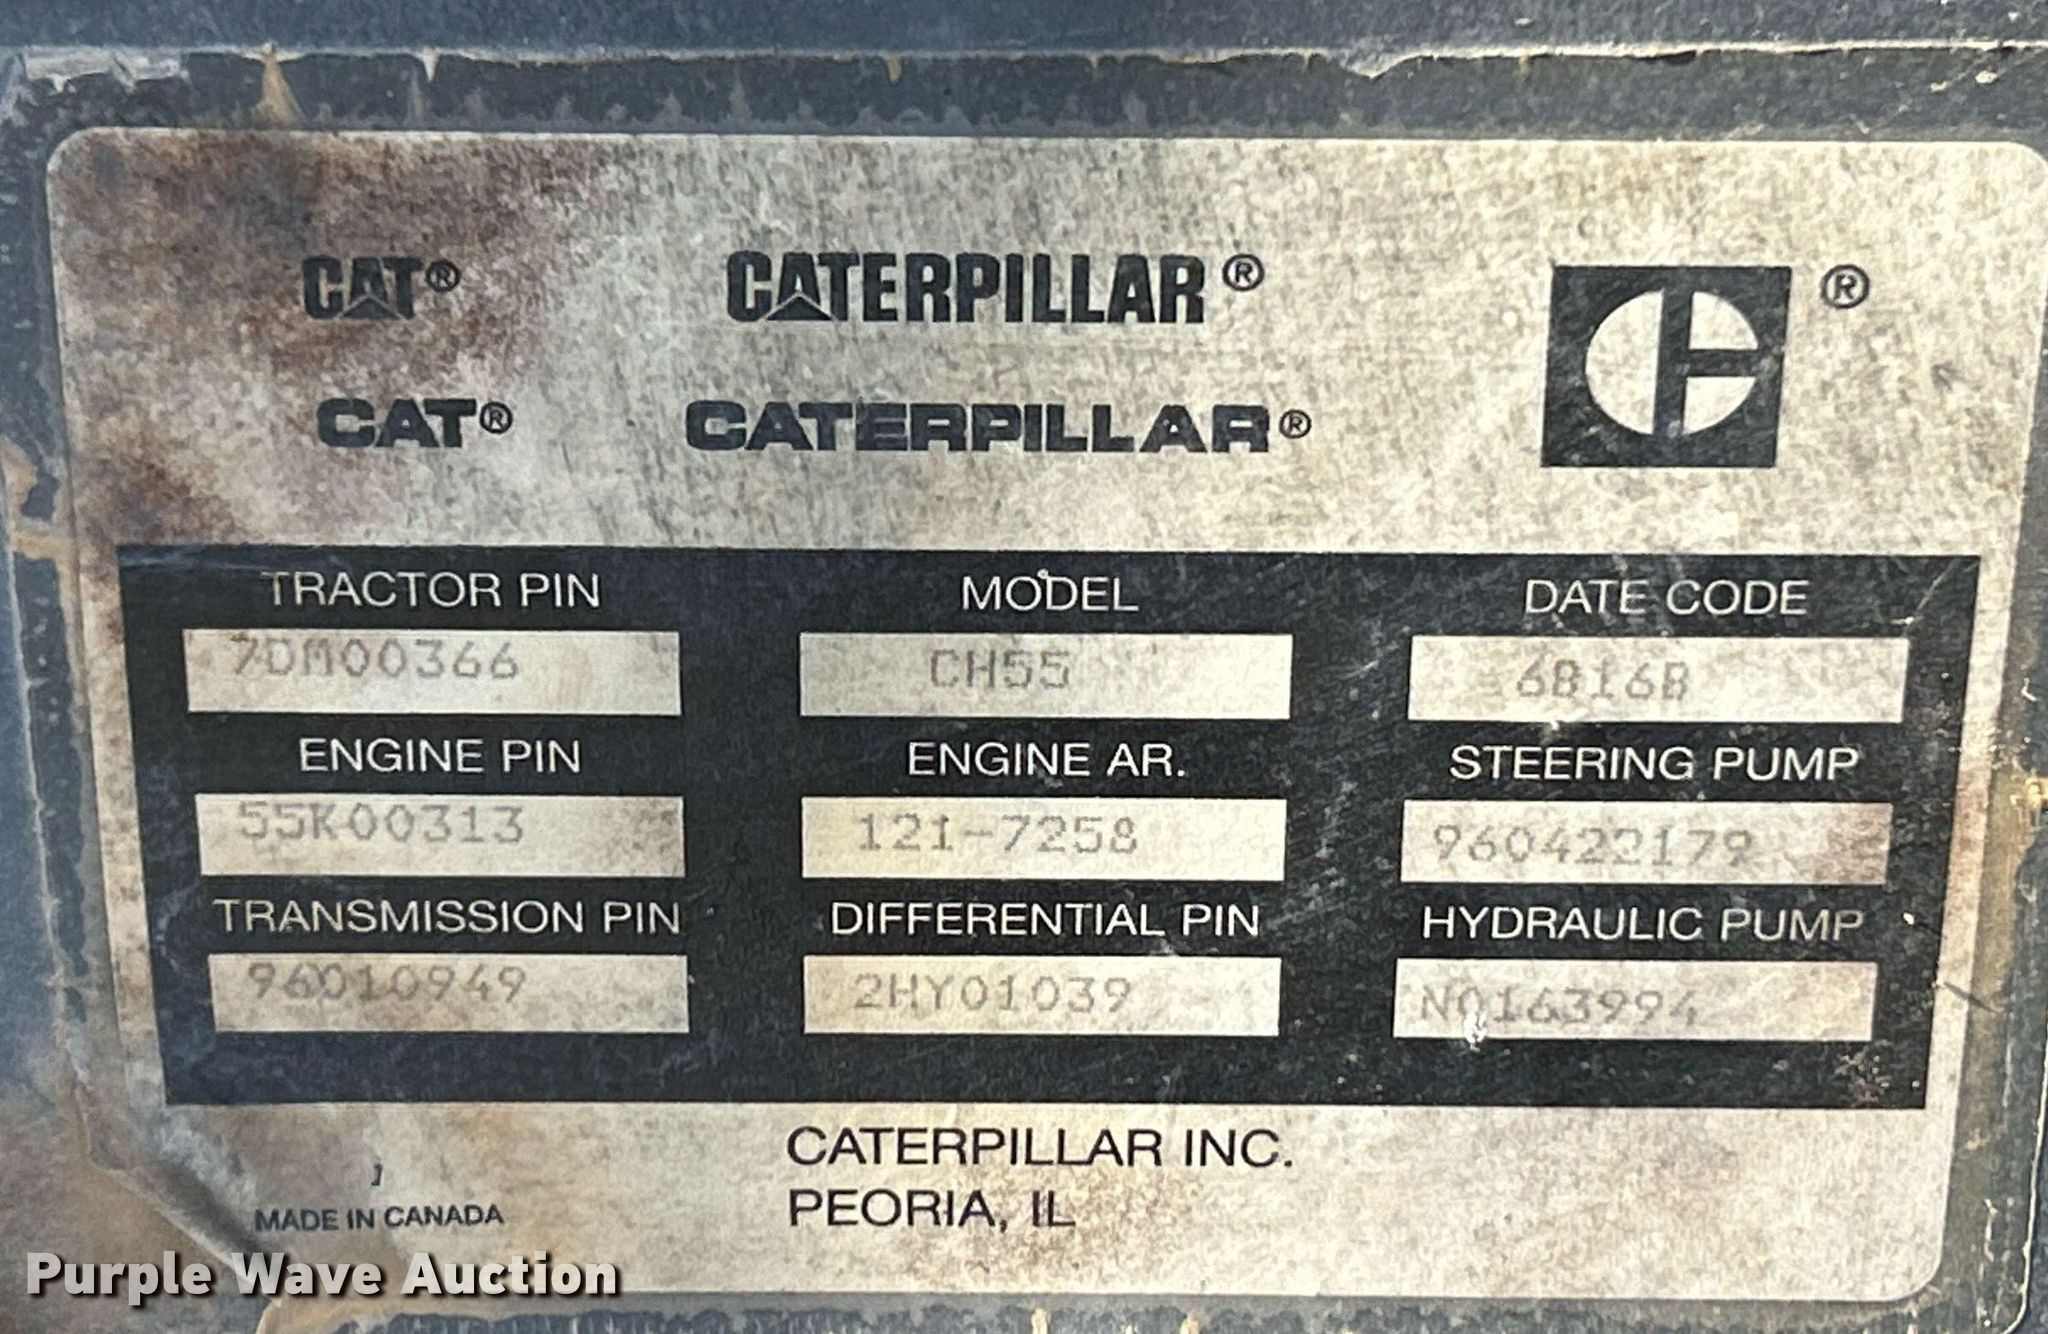 CAT® CATERPILLAR® ®
CAT® CATERPILLAR®
TRACTOR PIN MODEL DATE CODE
7DM00366 CH55 6B16B
ENGINE PIN ENGINE AR. STEERING PUMP
55K00313 121-7258 960422179
TRANSMISSION PIN DIFFERENTIAL PIN HYDRAULIC PUMP
96010949 2HY01039 NO163994
CATERPILLAR INC.
PEORIA, IL
MADE IN CANADA
Purple Wave Auction